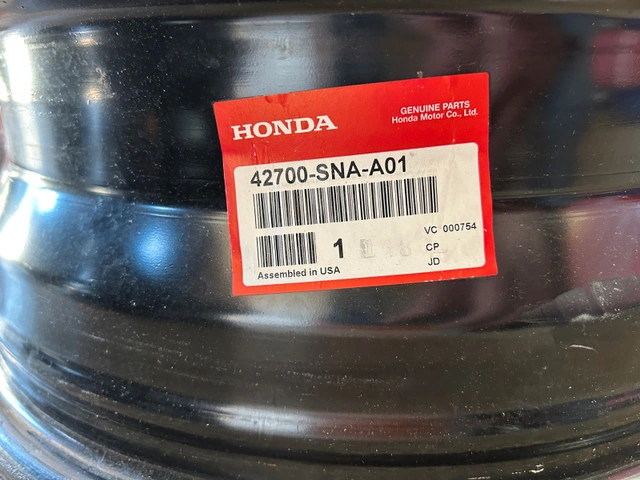 HONDA
GENUINE PARTS
Honda Motor Co., Ltd.
42700-SNA-A01
VC 000754
1
CP
JD
Assembled in USA